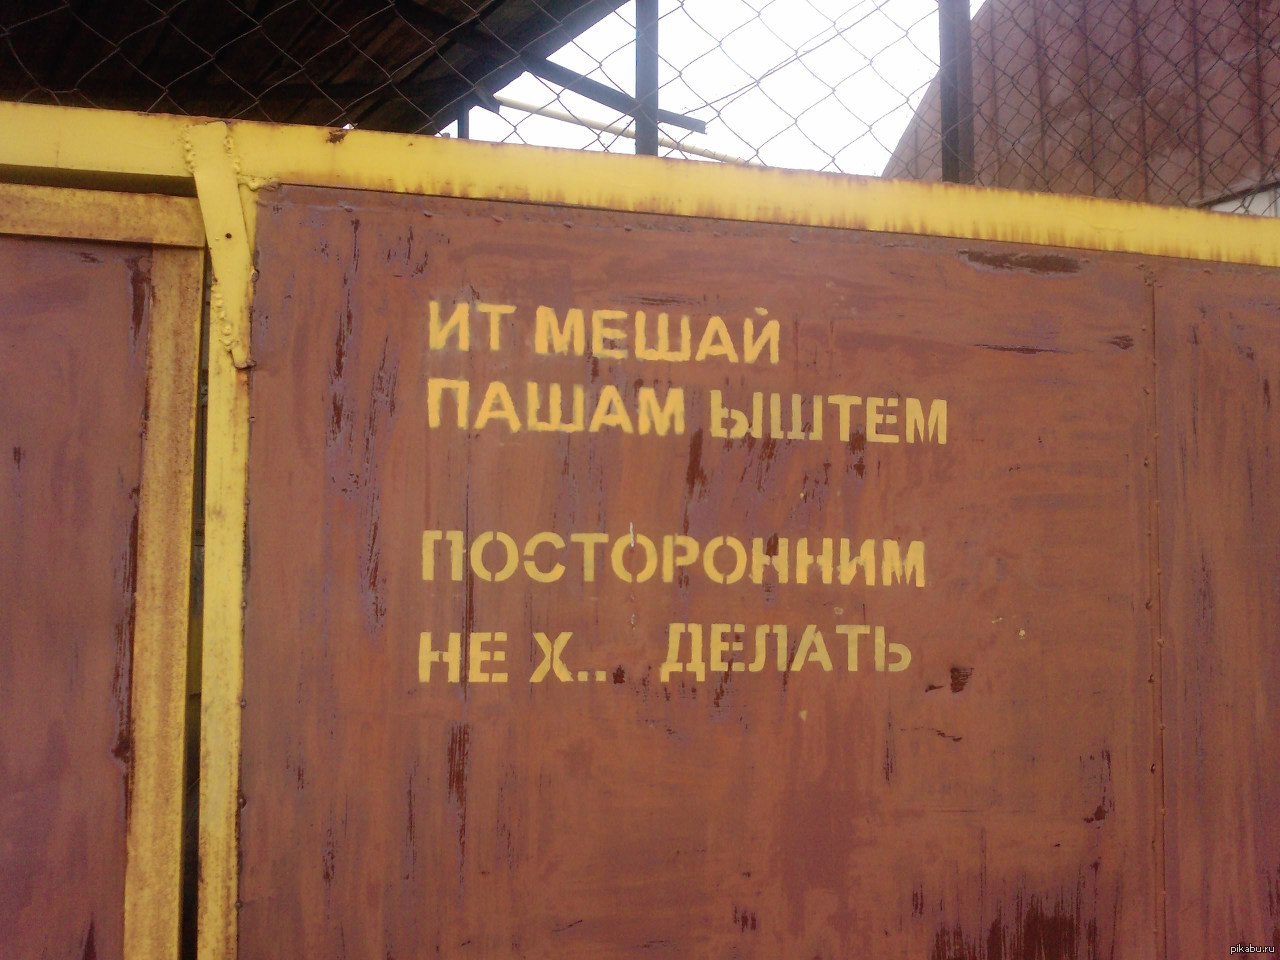 ИТ МЕШАЙ
ПАШАМ ЫШТЕМ
ПОСТОРОННИМ
НЕ Х.. ДЕЛАТЬ
pikabu.ru